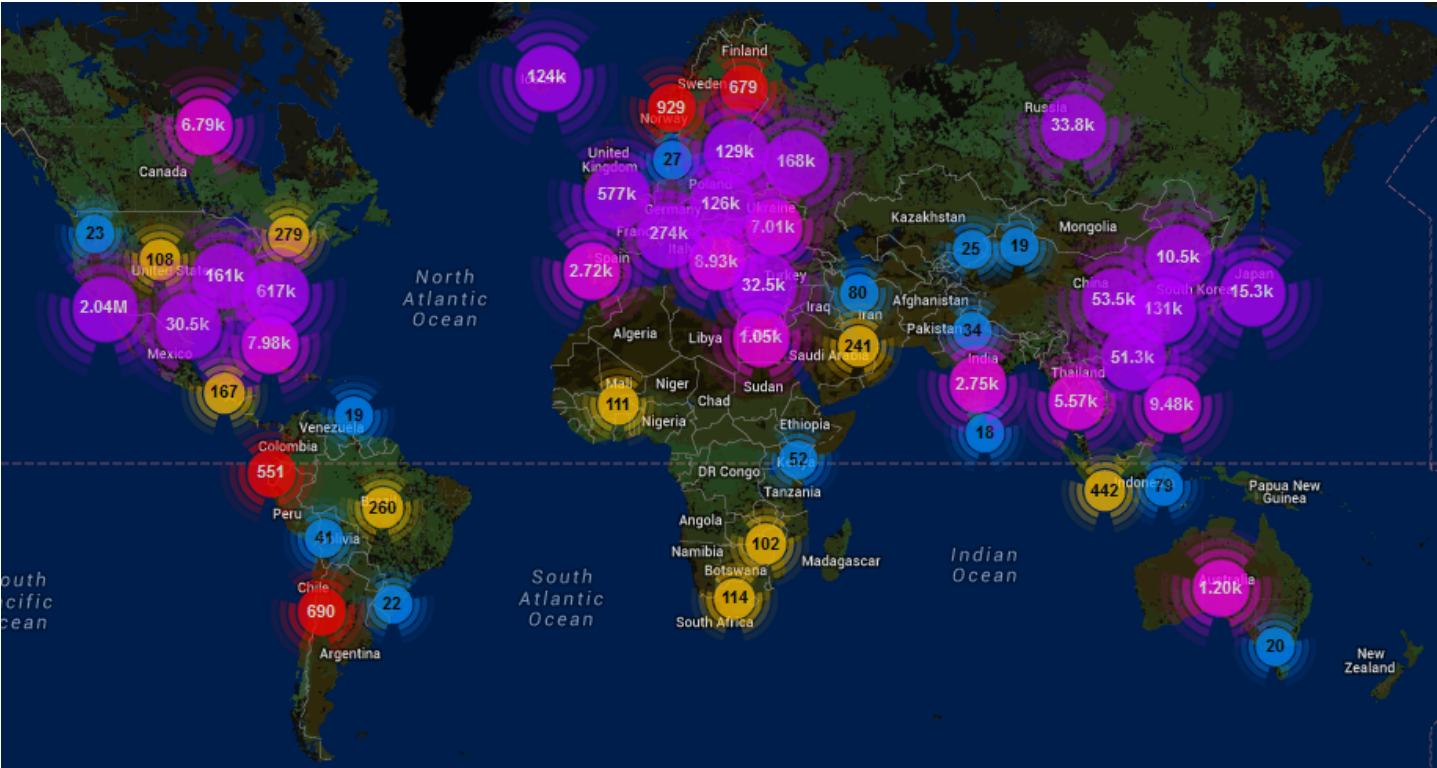 Finland
124k
Sweden
679
929
Norway
Russia
33.8k
6.79k
Canada
United
Kingdom
27
129k
168k
577k
Poland
126k
Germany
Ukraine
7.01k
274k
Italy
8.93k
Kazakhstan
Mongolia
25
19
23
279
108
United State
161k
617k
2.04M
30.5k
7.98k
Mexico
167
North
Atlantic
Ocean
2.72k
Spain
32.5k
Turkey
Iraq
80
Iran
Afghanistan
Pakistan
34
10.5k
China
53.5k
South Korea
131k
Japan
15.3k
51.3k
Thailand
5.57k
9.48k
Algeria
Libya
1.05k
Saudi Arabia
241
India
2.75k
18
Mali
111
Niger
Chad
Sudan
Nigeria
Ethiopia
19
Venezuela
Colombia
551
260
Peru
41
Chile
690
22
Argentina
DR Congo
52
Tanzania
Angola
Namibia
102
Botswana
Madagascar
114
South Africa
442
79
Papua New
Guinea
Indian
Ocean
South
Atlantic
Ocean
outh
cific
cean
Australia
1.20k
20
New
Zealand